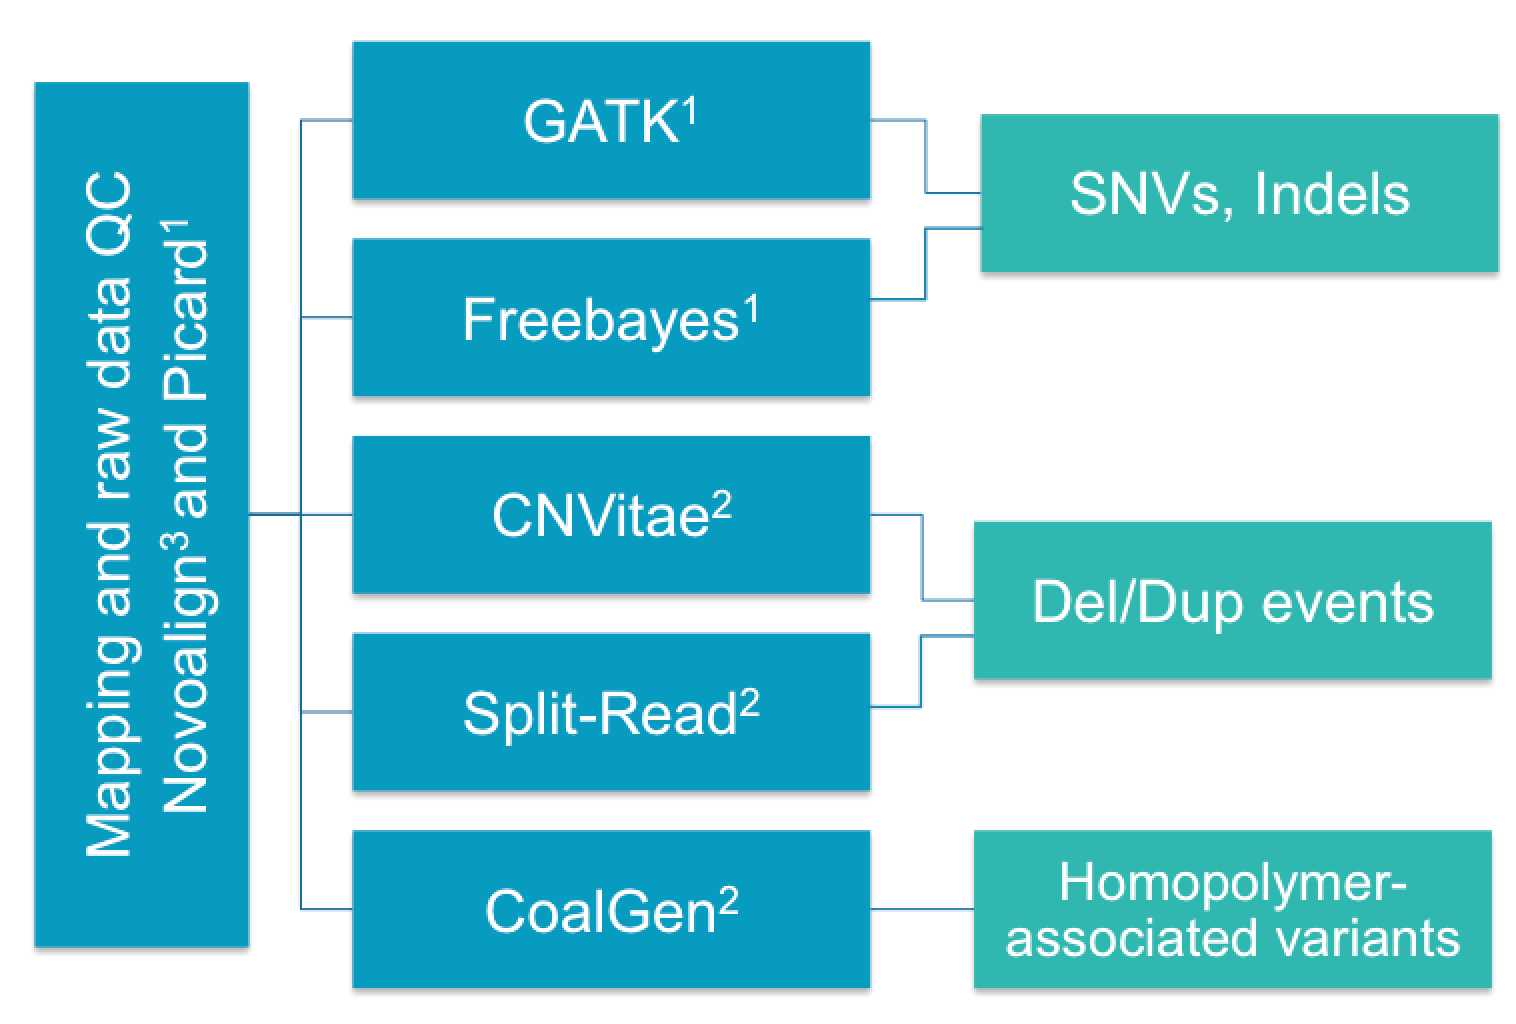 Mapping and raw data QC
Novoalign³ and Picard¹
GATK¹
Freebayes¹
CNVitae²
Split-Read²
CoalGen²
SNVs, Indels
Del/Dup events
Homopolymer-
associated variants